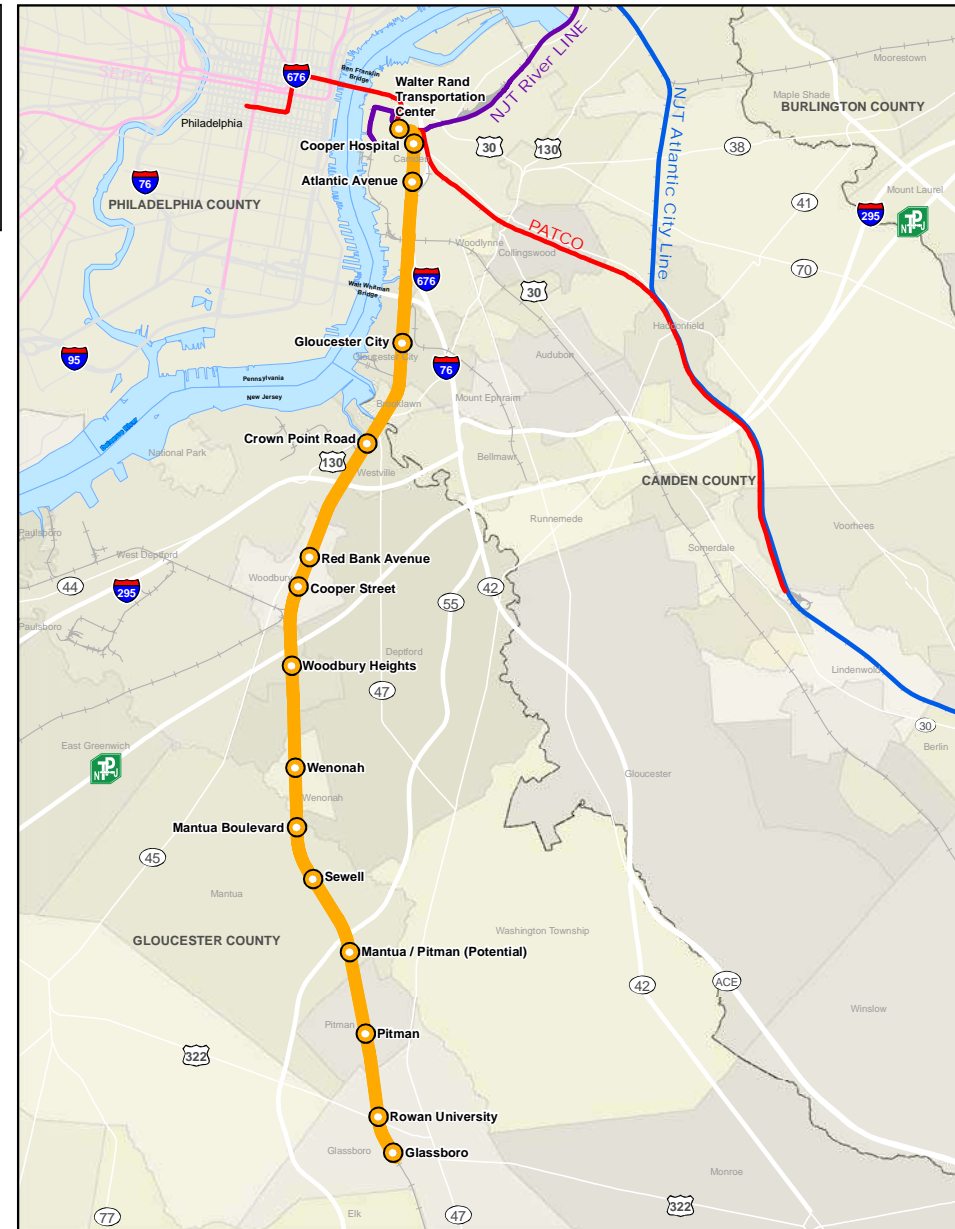 Moorestown
Maple Shade
BURLINGTON COUNTY
SEPTA
676
Ben Franklin
Bridge
Walter Rand
Transportation
Center
NJT River LINE
NJT Atlantic City Line
Philadelphia
Cooper Hospital
Camden
30
130
38
Atlantic Avenue
76
PHILADELPHIA COUNTY
Mount Laurel
41
295
NTPJ
PATCO
Woodlynne
Collingswood
70
676
Walt Whitman
Bridge
30
Haddonfield
Gloucester City
Gloucester City
95
Audubon
76
Pennsylvania
New Jersey
Mount Ephraim
Brooklawn
Delaware River
Crown Point Road
National Park
130
Westville
Bellmawr
CAMDEN COUNTY
Runnemede
Voorhees
Paulsboro
West Deptford
Red Bank Avenue
Somerdale
Woodbury
Cooper Street
44
295
42
55
Paulsboro
Deptford
Woodbury Heights
Lindenwold
47
30
East Greenwich
Berlin
NTPJ
Wenonah
Gloucester
Wenonah
Mantua Boulevard
45
Sewell
Mantua
Washington Township
GLOUCESTER COUNTY
Mantua / Pitman (Potential)
42
ACE
Winslow
Pitman
Pitman
322
Rowan University
Glassboro
Glassboro
Monroe
Elk
77
47
322